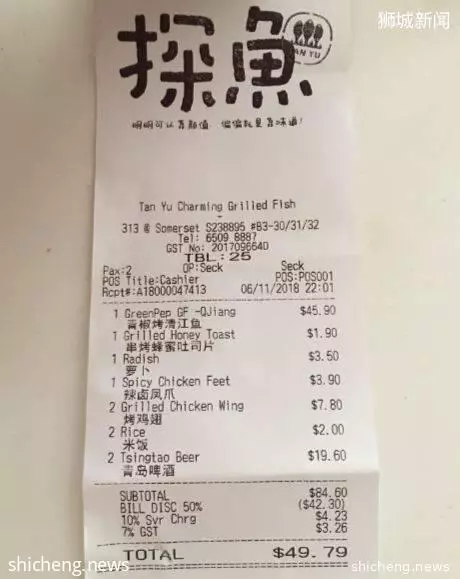 狮城新闻
探魚
TAN YU
明明可以靠颜值 偏偏就是靠味道!
Tan Yu Charming Grilled Fish
-
313 @ Somerset S238895 #B3-30/31/32
Tel: 6509 8887
GST No: 201709664D
TBL: 25
Pax:2 OP:Seck Seck
POS Title:Cashier POS:POS001
Rcpt#:A18000047413 06/11/2018 22:01
1 GreenPep GF -QJiang $45.90
青椒烤清江鱼
1 Grilled Honey Toast $1.90
串烤蜂蜜吐司片
1 Radish $3.50
萝卜
1 Spicy Chicken Feet $3.90
辣卤凤爪
2 Grilled Chicken Wing $7.80
烤鸡翅
2 Rice $2.00
米饭
2 Tsingtao Beer $19.60
青岛啤酒
SUBTOTAL $84.60
BILL DISC 50% ($42.30)
10% Svr Chrg $4.23
7% GST $3.26
TOTAL $49.79
shicheng.news
shicheng.news